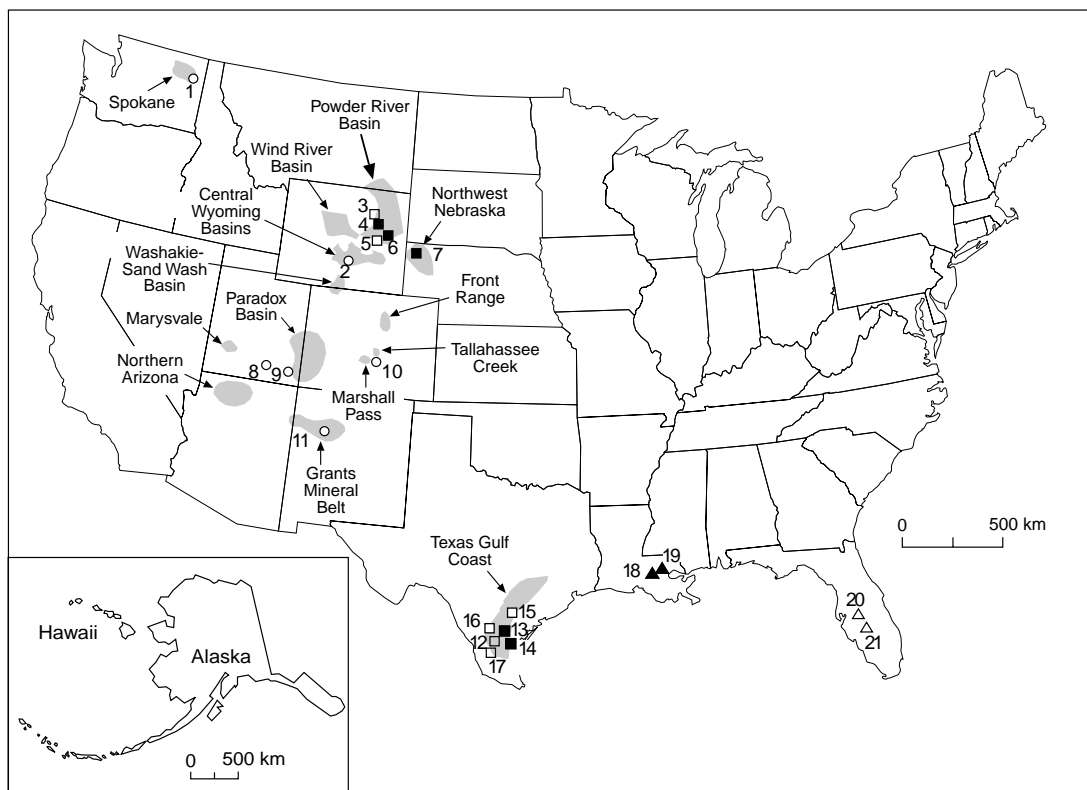 Spokane
1
Powder River
Basin
Wind River
Basin
Central
Wyoming
Basins
3
4
5
6
Northwest
Nebraska
7
2
Washakie-
Sand Wash
Basin
Front
Range
Paradox
Basin
Marysvale
Tallahassee
Creek
Northern
Arizona
8
9
10
Marshall
Pass
11
Grants
Mineral
Belt
0
500 km
Texas Gulf
Coast
19
18
15
16
13
12
14
17
20
21
Hawaii
Alaska
0
500 km